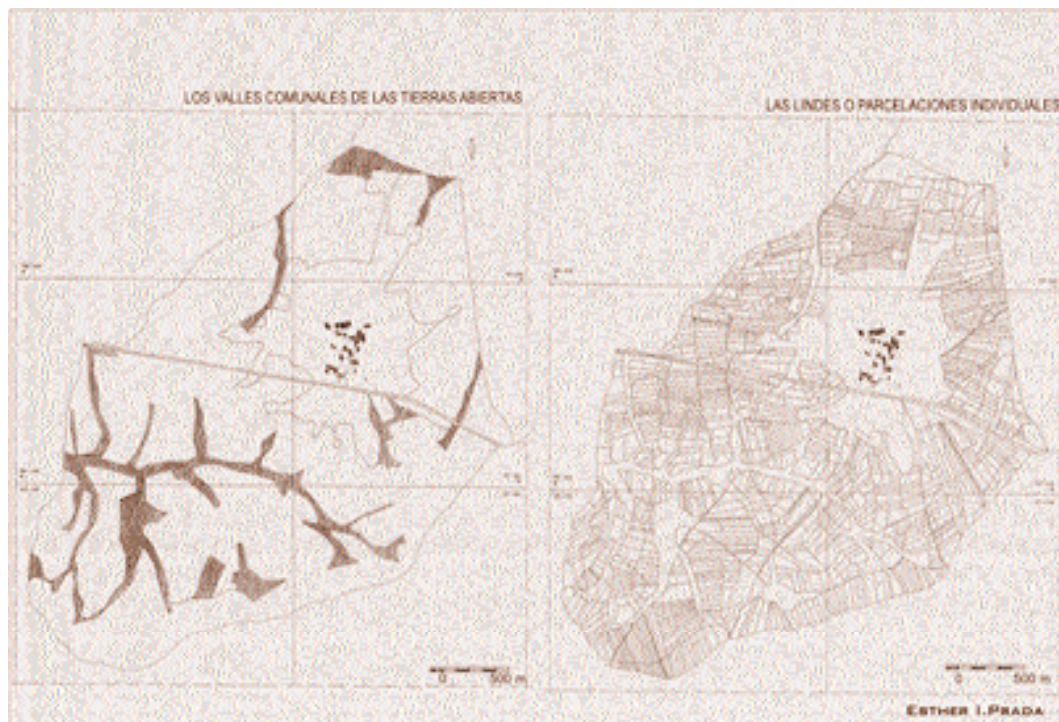 LOS VALLES COMUNALES DE LAS TIERRAS ABIERTAS
LAS LINDES O PARCELACIONES INDIVIDUALES
0 500 m
0 500 m
ESTHER I.PRADA